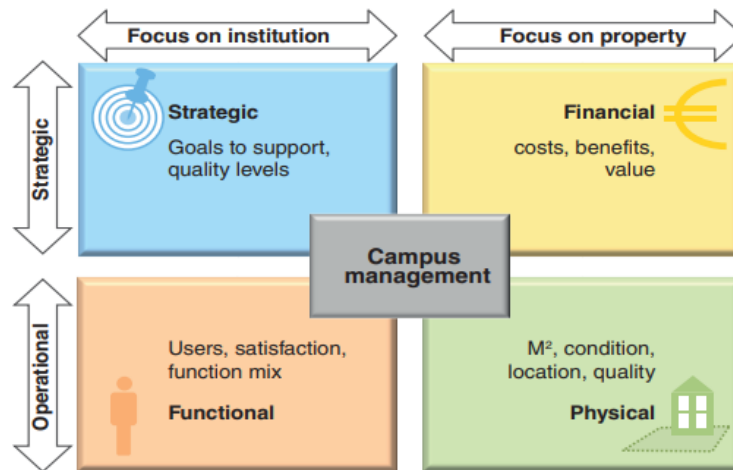 Focus on institution
Focus on property
Strategic
Strategic
Goals to support,
quality levels
Financial
costs, benefits,
value
Campus
management
Operational
Users, satisfaction,
function mix
Functional
M², condition,
location, quality
Physical